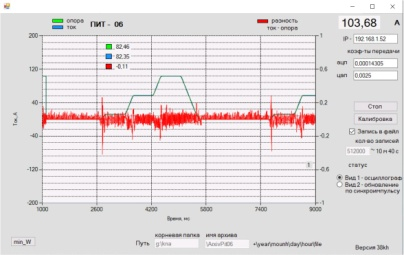 опора
ток
ПИТ - 06
разность
ток - опора
103,68 A
IP - 192.168.1.52
коэф-ты передачи
ацп 0,00014305
цап 0,0025
82,46
82,35
-0,11
200
120
40
-40
-120
-200
Ток, А
1
0.6
0.2
-0.2
-0.6
-1
1000
2600
4200
5800
7400
9000
Время, мс
Стоп
Калибровка
Запись в файл
кол-во записей
512000 ~ 10 м 40 с
статус
Вид 1 - осциллограф
Вид 2 - обновление
по синхроимпульсу
min_W
корневая папка
имя архива
Путь
+\year\mounth\day\hour\file
Версия 38kh